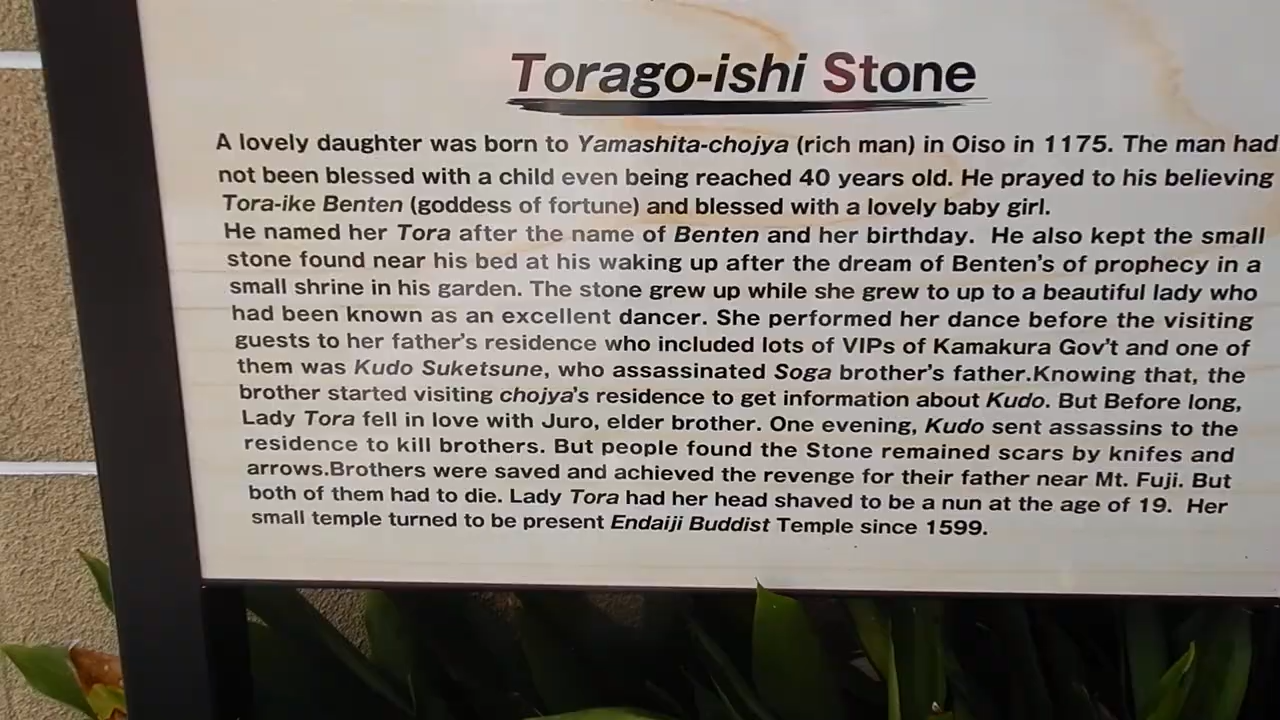 Torago-ishi Stone
A lovely daughter was born to Yamashita-chojya (rich man) in Oiso in 1175. The man had
not been blessed with a child even being reached 40 years old. He prayed to his believing
Tora-ike Benten (goddess of fortune) and blessed with a lovely baby girl.
He named her Tora after the name of Benten and her birthday. He also kept the small
stone found near his bed at his waking up after the dream of Benten's of prophecy in a
small shrine in his garden. The stone grew up while she grew to up to a beautiful lady who
had been known as an excellent dancer. She performed her dance before the visiting
guests to her father's residence who included lots of VIPs of Kamakura Gov't and one of
them was Kudo Suketsune, who assassinated Soga brother's father.Knowing that, the
brother started visiting chojya's residence to get information about Kudo. But Before long,
Lady Tora fell in love with Juro, elder brother. One evening, Kudo sent assassins to the
residence to kill brothers. But people found the Stone remained scars by knifes and
arrows.Brothers were saved and achieved the revenge for their father near Mt. Fuji. But
both of them had to die. Lady Tora had her head shaved to be a nun at the age of 19. Her
small temple turned to be present Endaiji Buddist Temple since 1599.